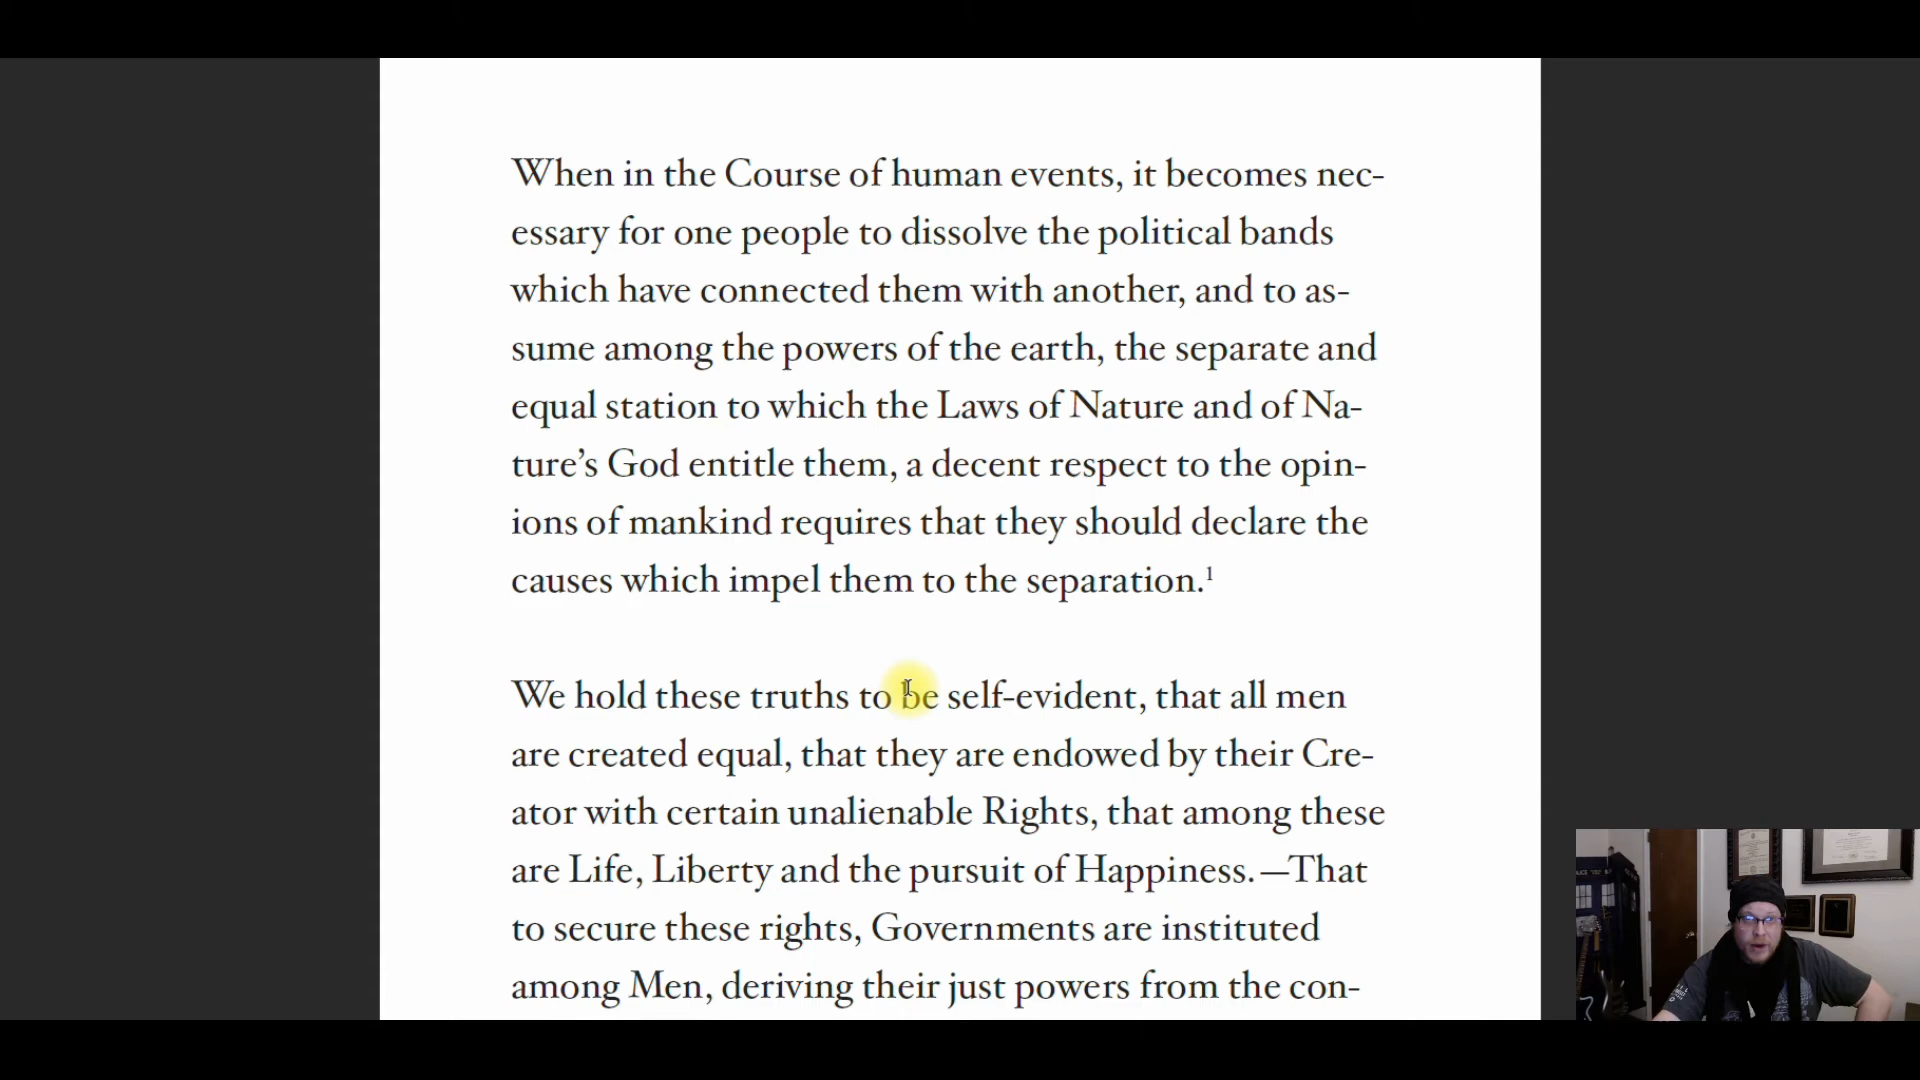 When in the Course of human events, it becomes nec-
essary for one people to dissolve the political bands
which have connected them with another, and to as-
sume among the powers of the earth, the separate and
equal station to which the Laws of Nature and of Na-
ture’s God entitle them, a decent respect to the opin-
ions of mankind requires that they should declare the
causes which impel them to the separation.1
We hold these truths to be self-evident, that all men
are created equal, that they are endowed by their Cre-
ator with certain unalienable Rights, that among these
are Life, Liberty and the pursuit of Happiness.—That
to secure these rights, Governments are instituted
among Men, deriving their just powers from the con-